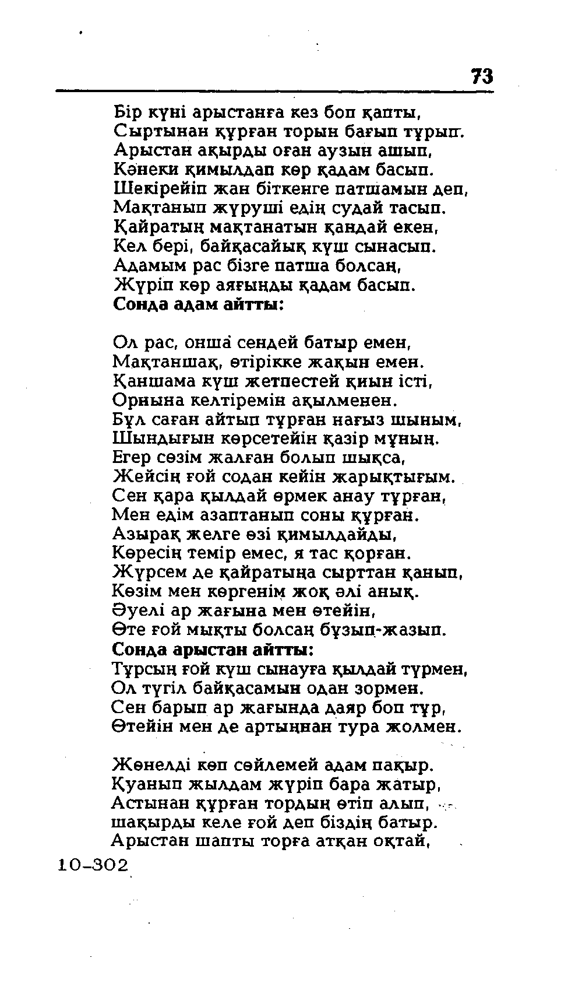 73
Бір күні арыстанға кез боп қапты,
Сыртынан құрған торын бағып тұрып.
Арыстан ақырды оған аузын ашып,
Кәнеки қимылдап көр қадам басып.
Шекірейіп жан біткенге патшамын деп,
Мақтанып жүруші едің судай тасып.
Қайратың мақтанатын қандай екен,
Кел бері, байқасайық күш сынасып.
Адамым рас бізге патша болсаң,
Жүріп көр аяғыңды қадам басып.
Сонда адам айтты:
Ол рас, онша сендей батыр емен,
Мақтаншақ, өтірікке жақын емен.
Қаншама күш жетпестей қиын істі,
Орнына келтіремін ақылменен.
Бұл саған айтып тұрған нағыз шыным,
Шындығын көрсетейін қазір мұның.
Егер сөзім жалған болып шықса,
Жейсің ғой содан кейін жарықтығым.
Сен қара қылдай өрмек анау тұрған,
Мен едім азаптанып соны құрған.
Азырақ желге өзі қимылдайды,
Көресің темір емес, я тас қорған.
Жүрсем де қайратыңа сырттан қанып,
Көзім мен көргенім жоқ әлі анық.
Әуелі ар жағына мен өтейін,
Өте ғой мықты болсаң бұзып-жазып.
Сонда арыстан айтты:
Тұрсын ғой күш сынауға қылдай түрмен,
Ол түгіл байқасамын одан зормен.
Сен барып ар жағында даяр боп тұр,
Өтейін мен де артыңнан тура жолмен.
Жөнелді көп сөйлемей адам пақыр.
Қуанып жылдам жүріп бара жатыр,
Астынан құрған тордың өтіп алып,
шақырды келе ғой деп біздің батыр.
Арыстан шапты торға атқан оқтай,
10-302